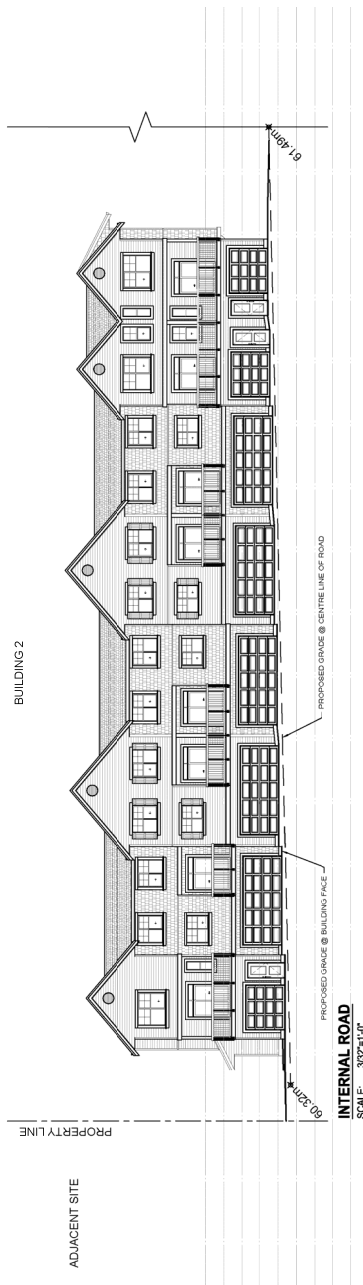 BUILDING 2
ADJACENT SITE
PROPERTY LINE
61.49m
60.32m
PROPOSED GRADE @ CENTRE LINE OF ROAD
PROPOSED GRADE @ BUILDING FACE
INTERNAL ROAD
SCALE: 3/32"=1'-0"